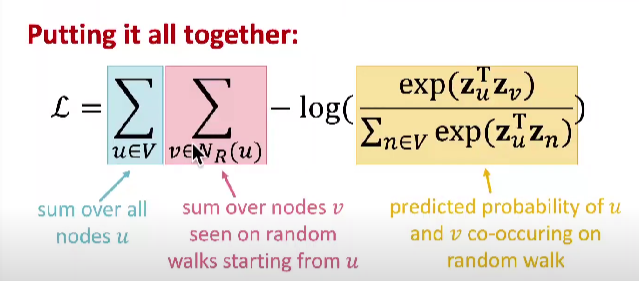 Putting it all together:
ℒ = ∑_{u∈V} ∑_{v∈N_R(u)} − log( exp(𝐳_u^T 𝐳_v) / ∑_{n∈V} exp(𝐳_u^T 𝐳_n) )
sum over all
nodes u
sum over nodes v
seen on random
walks starting from u
predicted probability of u
and v co-occuring on
random walk